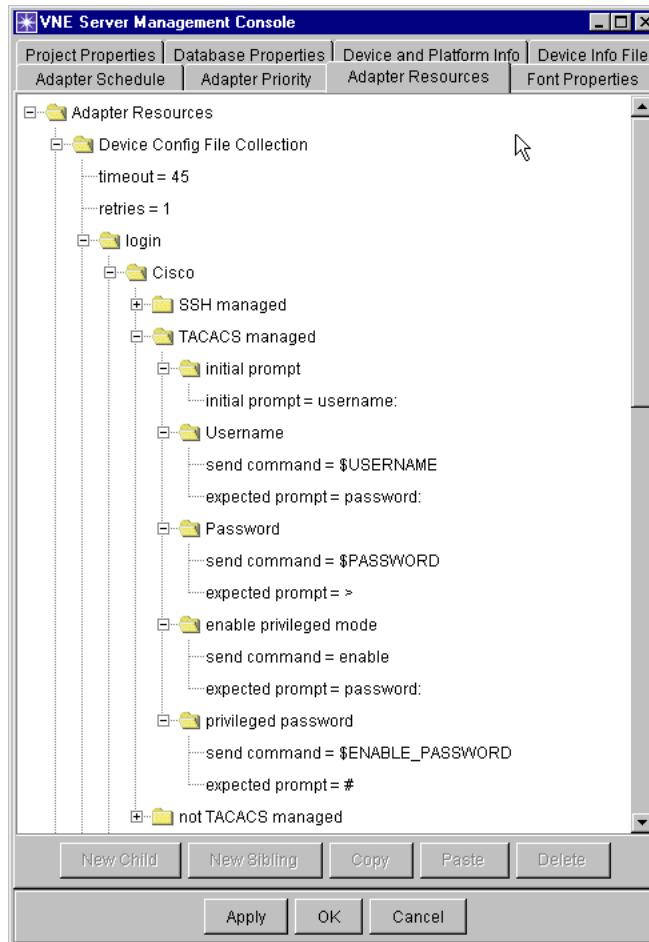 VNE Server Management Console
Project Properties Database Properties Device and Platform Info Device Info File
Adapter Schedule Adapter Priority Adapter Resources Font Properties
Adapter Resources
Device Config File Collection
timeout = 45
retries = 1
login
Cisco
SSH managed
TACACS managed
initial prompt
initial prompt = username:
Username
send command = $USERNAME
expected prompt = password:
Password
send command = $PASSWORD
expected prompt = >
enable privileged mode
send command = enable
expected prompt = password:
privileged password
send command = $ENABLE_PASSWORD
expected prompt = #
not TACACS managed
New Child New Sibling Copy Paste Delete
Apply OK Cancel